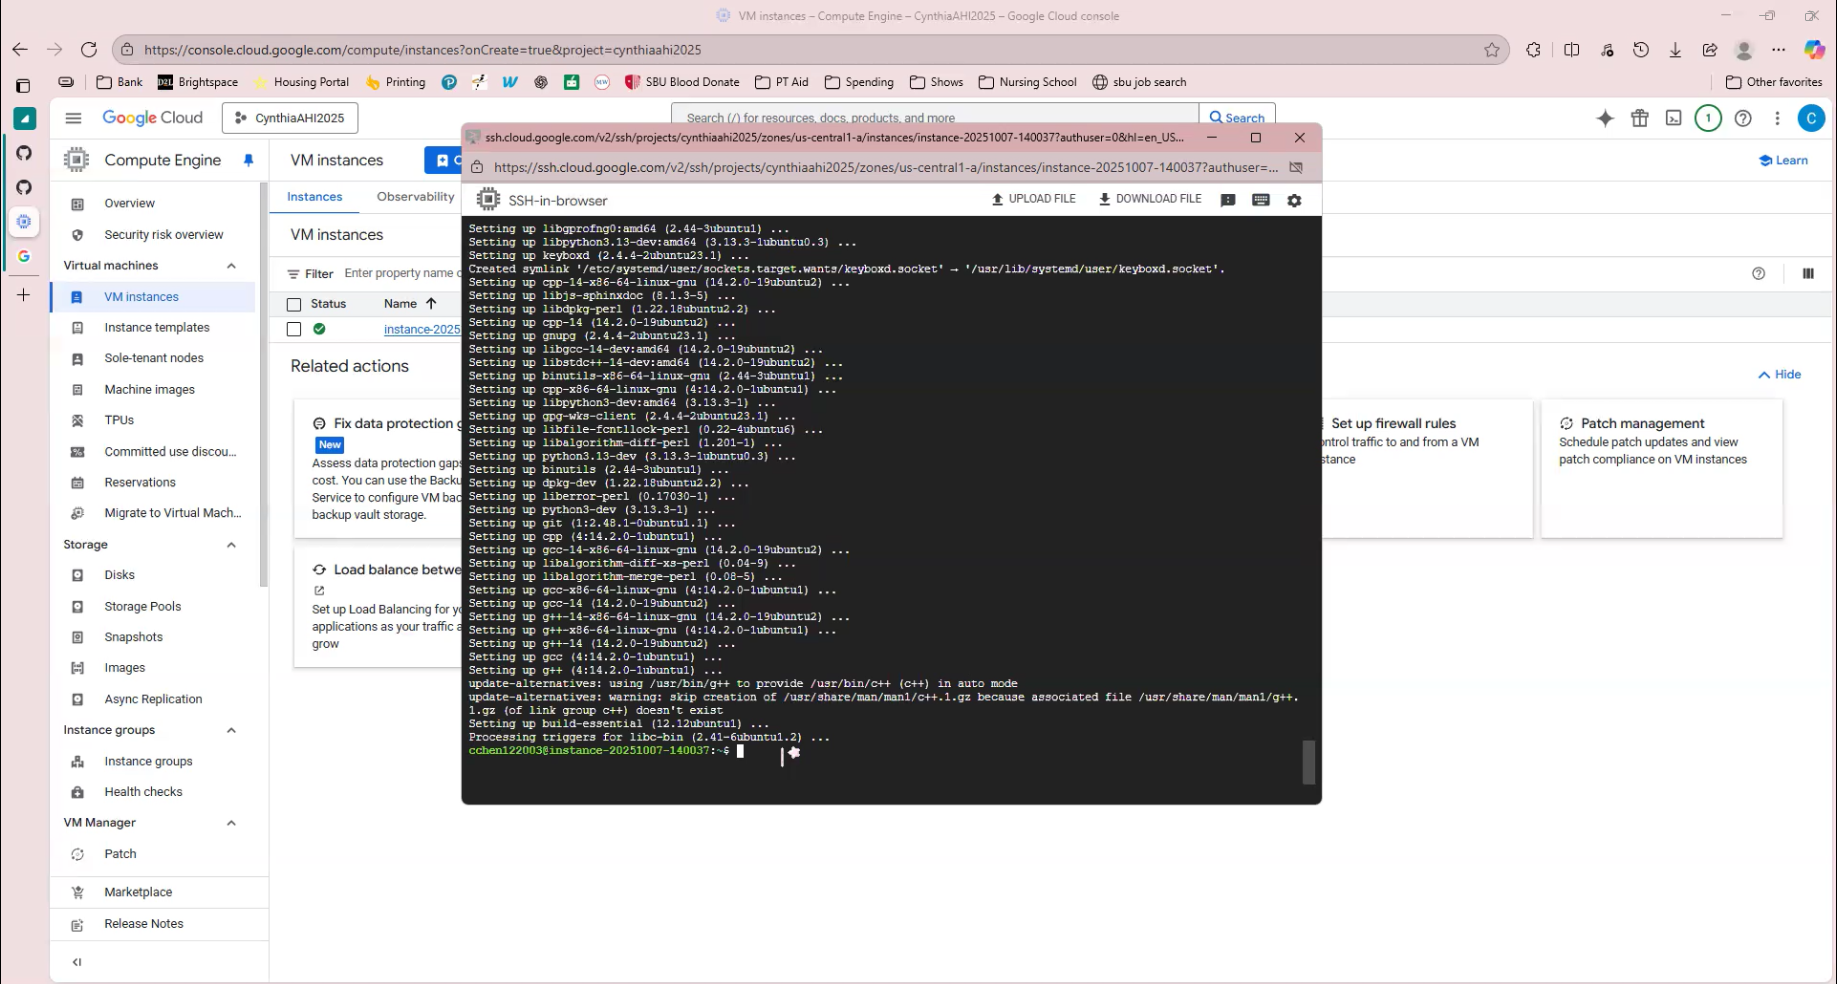 VM instances – Compute Engine – CynthiaAHI2025 – Google Cloud console
https://console.cloud.google.com/compute/instances?onCreate=true&project=cynthiaahi2025
Bank
D2L Brightspace
Housing Portal
Printing
SBU Blood Donate
PT Aid
Spending
Shows
Nursing School
sbu job search
Other favorites
Google Cloud
CynthiaAHI2025
Search (/) for resources, docs, products, and more
Search
1
C
Compute Engine
VM instances
Learn
Overview
Security risk overview
Virtual machines
VM instances
Instance templates
Sole-tenant nodes
Machine images
TPUs
Committed use discou...
Reservations
Migrate to Virtual Mach...
Storage
Disks
Storage Pools
Snapshots
Images
Async Replication
Instance groups
Instance groups
Health checks
VM Manager
Patch
Marketplace
Release Notes
Instances
Observability
VM instances
Filter
Enter property name o
Status
Name
instance-2025
Related actions
Hide
Fix data protection g
New
Assess data protection gaps
cost. You can use the Backu
Service to configure VM bac
backup vault storage.
Load balance betwe
Set up Load Balancing for yo
applications as your traffic a
grow
Set up firewall rules
ontrol traffic to and from a VM
stance
Patch management
Schedule patch updates and view
patch compliance on VM instances
ssh.cloud.google.com/v2/ssh/projects/cynthiaahi2025/zones/us-central1-a/instances/instance-20251007-140037?authuser=0&hl=en_US...
https://ssh.cloud.google.com/v2/ssh/projects/cynthiaahi2025/zones/us-central1-a/instances/instance-20251007-140037?authuser=...
SSH-in-browser
UPLOAD FILE
DOWNLOAD FILE
Setting up libgprofng0:amd64 (2.44-3ubuntu1) ...
Setting up libpython3.13-dev:amd64 (3.13.3-1ubuntu0.3) ...
Setting up keyboxd (2.4.4-2ubuntu23.1) ...
Created symlink '/etc/systemd/user/sockets.target.wants/keyboxd.socket' → '/usr/lib/systemd/user/keyboxd.socket'.
Setting up cpp-14-x86-64-linux-gnu (14.2.0-19ubuntu2) ...
Setting up libjs-sphinxdoc (8.1.3-5) ...
Setting up libdpkg-perl (1.22.18ubuntu2.2) ...
Setting up cpp-14 (14.2.0-19ubuntu2) ...
Setting up gnupg (2.4.4-2ubuntu23.1) ...
Setting up libgcc-14-dev:amd64 (14.2.0-19ubuntu2) ...
Setting up libstdc++-14-dev:amd64 (14.2.0-19ubuntu2) ...
Setting up binutils-x86-64-linux-gnu (2.44-3ubuntu1) ...
Setting up cpp-x86-64-linux-gnu (4:14.2.0-1ubuntu1) ...
Setting up libpython3-dev:amd64 (3.13.3-1) ...
Setting up gpg-wks-client (2.4.4-2ubuntu23.1) ...
Setting up libfile-fcntllock-perl (0.22-4ubuntu6) ...
Setting up libalgorithm-diff-perl (1.201-1) ...
Setting up python3.13-dev (3.13.3-1ubuntu0.3) ...
Setting up binutils (2.44-3ubuntu1) ...
Setting up dpkg-dev (1.22.18ubuntu2.2) ...
Setting up liberror-perl (0.17030-1) ...
Setting up python3-dev (3.13.3-1) ...
Setting up git (1:2.48.1-0ubuntu1.1) ...
Setting up cpp (4:14.2.0-1ubuntu1) ...
Setting up gcc-14-x86-64-linux-gnu (14.2.0-19ubuntu2) ...
Setting up libalgorithm-diff-xs-perl (0.04-9) ...
Setting up libalgorithm-merge-perl (0.08-5) ...
Setting up gcc-x86-64-linux-gnu (4:14.2.0-1ubuntu1) ...
Setting up gcc-14 (14.2.0-19ubuntu2) ...
Setting up g++-14-x86-64-linux-gnu (14.2.0-19ubuntu2) ...
Setting up g++-x86-64-linux-gnu (4:14.2.0-1ubuntu1) ...
Setting up g++-14 (14.2.0-19ubuntu2) ...
Setting up gcc (4:14.2.0-1ubuntu1) ...
Setting up g++ (4:14.2.0-1ubuntu1) ...
update-alternatives: using /usr/bin/g++ to provide /usr/bin/c++ (c++) in auto mode
update-alternatives: warning: skip creation of /usr/share/man/man1/c++.1.gz because associated file /usr/share/man/man1/g++.
1.gz (of link group c++) doesn't exist
Setting up build-essential (12.12ubuntu1) ...
Processing triggers for libc-bin (2.41-6ubuntu1.2) ...
cchen122003@instance-20251007-140037:~$